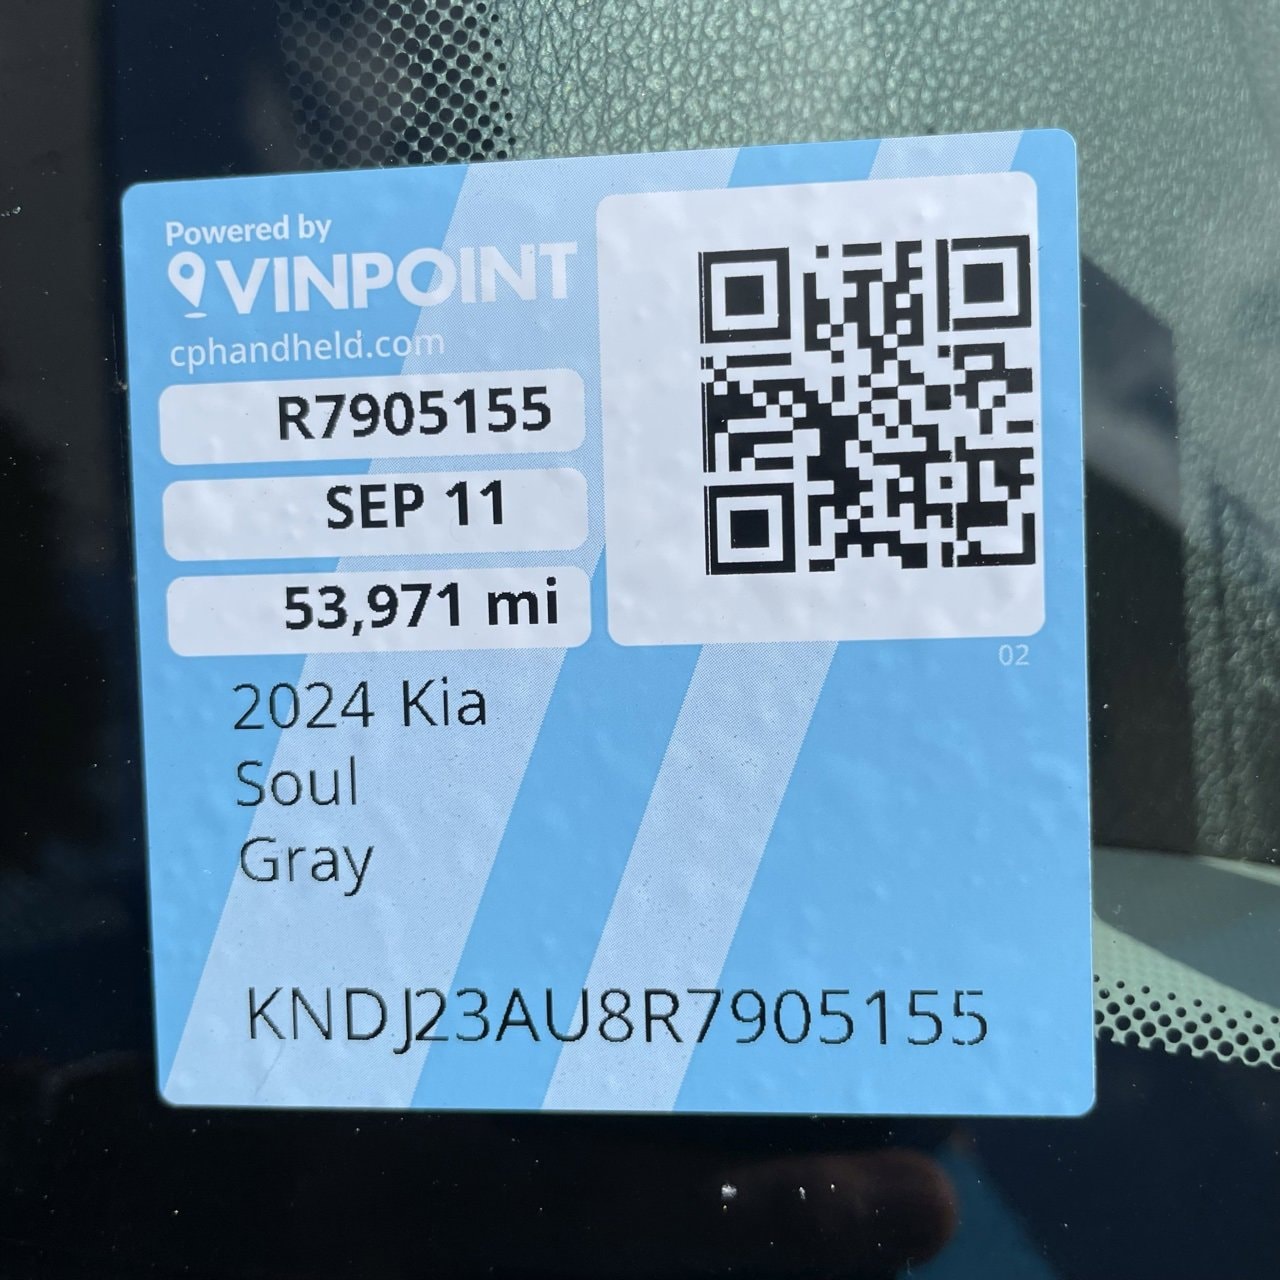 Powered by
VINPOINT
cphandheld.com
R7905155
SEP 11
53,971 mi
02
2024 Kia
Soul
Gray
KNDJ23AU8R7905155